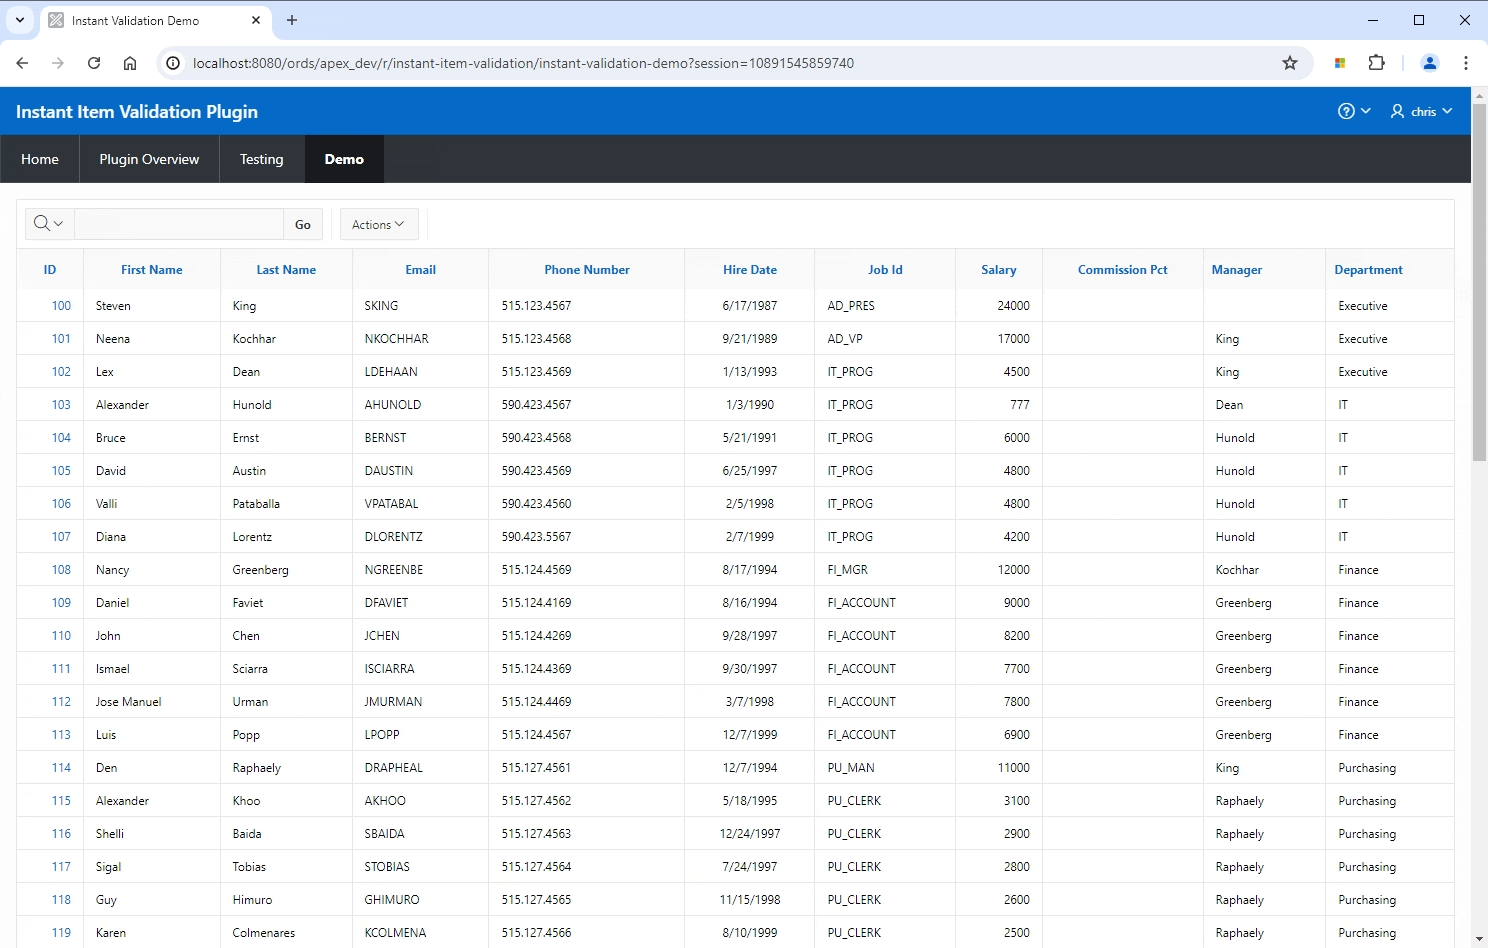 Instant Validation Demo
localhost:8080/ords/apex_dev/r/instant-item-validation/instant-validation-demo?session=10891545859740
Instant Item Validation Plugin
chris
Home Plugin Overview Testing Demo
Go Actions
ID First Name Last Name Email Phone Number Hire Date Job Id Salary Commission Pct Manager Department
100 Steven King SKING 515.123.4567 6/17/1987 AD_PRES 24000 Executive
101 Neena Kochhar NKOCHHAR 515.123.4568 9/21/1989 AD_VP 17000 King Executive
102 Lex Dean LDEHAAN 515.123.4569 1/13/1993 IT_PROG 4500 King Executive
103 Alexander Hunold AHUNOLD 590.423.4567 1/3/1990 IT_PROG 777 Dean IT
104 Bruce Ernst BERNST 590.423.4568 5/21/1991 IT_PROG 6000 Hunold IT
105 David Austin DAUSTIN 590.423.4569 6/25/1997 IT_PROG 4800 Hunold IT
106 Valli Pataballa VPATABAL 590.423.4560 2/5/1998 IT_PROG 4800 Hunold IT
107 Diana Lorentz DLORENTZ 590.423.5567 2/7/1999 IT_PROG 4200 Hunold IT
108 Nancy Greenberg NGREENBE 515.124.4569 8/17/1994 FI_MGR 12000 Kochhar Finance
109 Daniel Faviet DFAVIET 515.124.4169 8/16/1994 FI_ACCOUNT 9000 Greenberg Finance
110 John Chen JCHEN 515.124.4269 9/28/1997 FI_ACCOUNT 8200 Greenberg Finance
111 Ismael Sciarra ISCIARRA 515.124.4369 9/30/1997 FI_ACCOUNT 7700 Greenberg Finance
112 Jose Manuel Urman JMURMAN 515.124.4469 3/7/1998 FI_ACCOUNT 7800 Greenberg Finance
113 Luis Popp LPOPP 515.124.4567 12/7/1999 FI_ACCOUNT 6900 Greenberg Finance
114 Den Raphaely DRAPHEAL 515.127.4561 12/7/1994 PU_MAN 11000 King Purchasing
115 Alexander Khoo AKHOO 515.127.4562 5/18/1995 PU_CLERK 3100 Raphaely Purchasing
116 Shelli Baida SBAIDA 515.127.4563 12/24/1997 PU_CLERK 2900 Raphaely Purchasing
117 Sigal Tobias STOBIAS 515.127.4564 7/24/1997 PU_CLERK 2800 Raphaely Purchasing
118 Guy Himuro GHIMURO 515.127.4565 11/15/1998 PU_CLERK 2600 Raphaely Purchasing
119 Karen Colmenares KCOLMENA 515.127.4566 8/10/1999 PU_CLERK 2500 Raphaely Purchasing